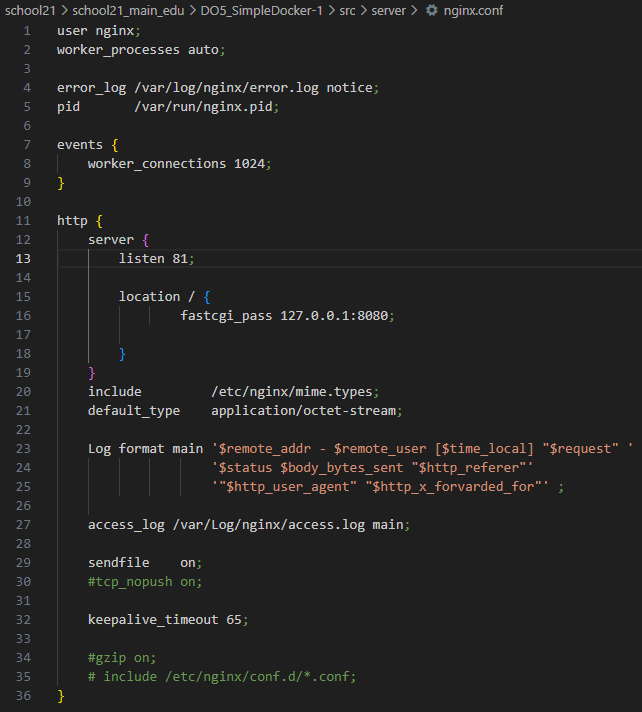 school21 > school21_main_edu > DO5_SimpleDocker-1 > src > server > nginx.conf
1 user nginx;
2 worker_processes auto;
3
4 error_log /var/log/nginx/error.log notice;
5 pid       /var/run/nginx.pid;
6
7 events {
8     worker_connections 1024;
9 }
10
11 http {
12     server {
13         listen 81;
14
15         location / {
16                 fastcgi_pass 127.0.0.1:8080;
17
18         }
19     }
20     include         /etc/nginx/mime.types;
21     default_type    application/octet-stream;
22
23     Log format main '$remote_addr - $remote_user [$time_local] "$request" '
24                     '$status $body_bytes_sent "$http_referer"'
25                     '"$http_user_agent" "$http_x_forvarded_for"' ;
26
27     access_log /var/Log/nginx/access.log main;
28
29     sendfile    on;
30     #tcp_nopush on;
31
32     keepalive_timeout 65;
33
34     #gzip on;
35     # include /etc/nginx/conf.d/*.conf;
36 }